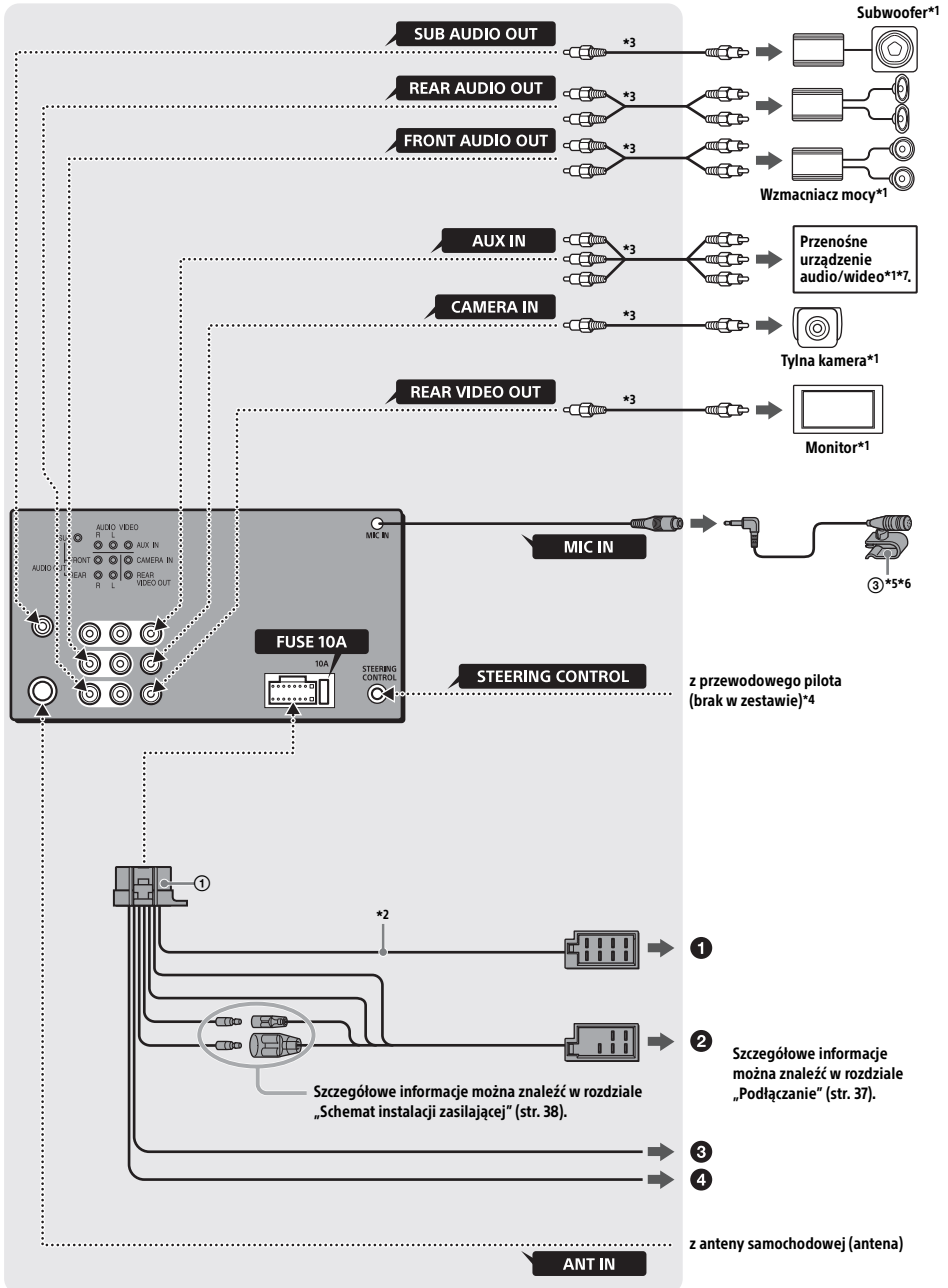 Subwoofer*1
SUB AUDIO OUT
*3
REAR AUDIO OUT
*3
FRONT AUDIO OUT
*3
Wzmacniacz mocy*1
AUX IN
*3
Przenośne
urządzenie
audio/wideo*1*7.
CAMERA IN
*3
Tylna kamera*1
REAR VIDEO OUT
*3
Monitor*1
AUDIO VIDEO
R L
SUB
AUX IN
FRONT
CAMERA IN
AUDIO OUT
REAR
REAR
VIDEO OUT
R L
MIC IN
MIC IN
③*5*6
FUSE 10A
10A
STEERING
CONTROL
STEERING CONTROL
z przewodowego pilota
(brak w zestawie)*4
①
*2
❶
❷
Szczegółowe informacje
można znaleźć w rozdziale
„Podłączanie” (str. 37).
Szczegółowe informacje można znaleźć w rozdziale
„Schemat instalacji zasilającej” (str. 38).
❸
❹
z anteny samochodowej (antena)
ANT IN